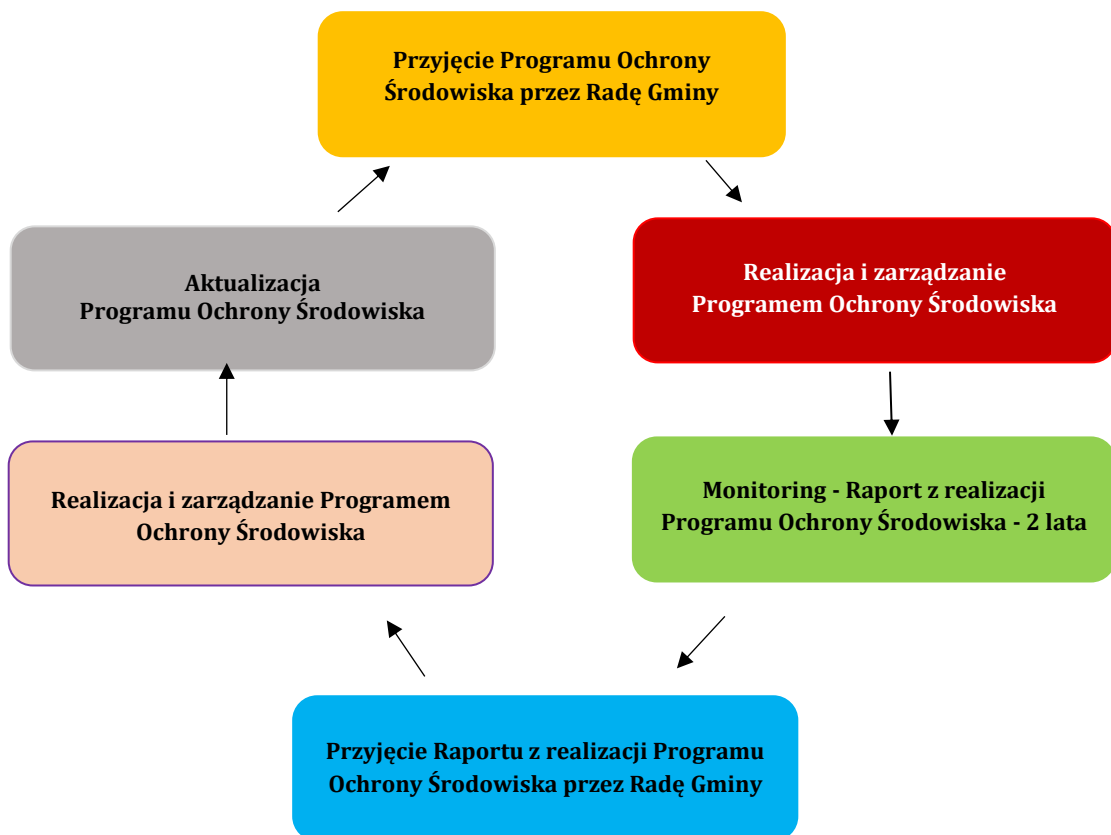 Przyjęcie Programu Ochrony
Środowiska przez Radę Gminy
Aktualizacja
Programu Ochrony Środowiska
Realizacja i zarządzanie
Programem Ochrony Środowiska
Realizacja i zarządzanie Programem
Ochrony Środowiska
Monitoring - Raport z realizacji
Programu Ochrony Środowiska - 2 lata
Przyjęcie Raportu z realizacji Programu
Ochrony Środowiska przez Radę Gminy